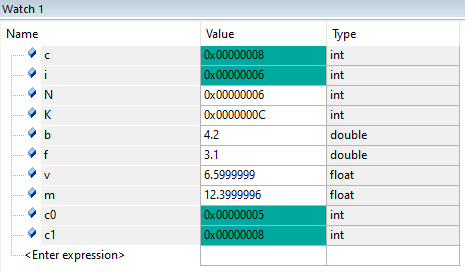 Watch 1
Name Value Type
c 0x00000008 int
i 0x00000006 int
N 0x00000006 int
K 0x0000000C int
b 4.2 double
f 3.1 double
v 6.5999999 float
m 12.3999996 float
c0 0x00000005 int
c1 0x00000008 int
<Enter expression>